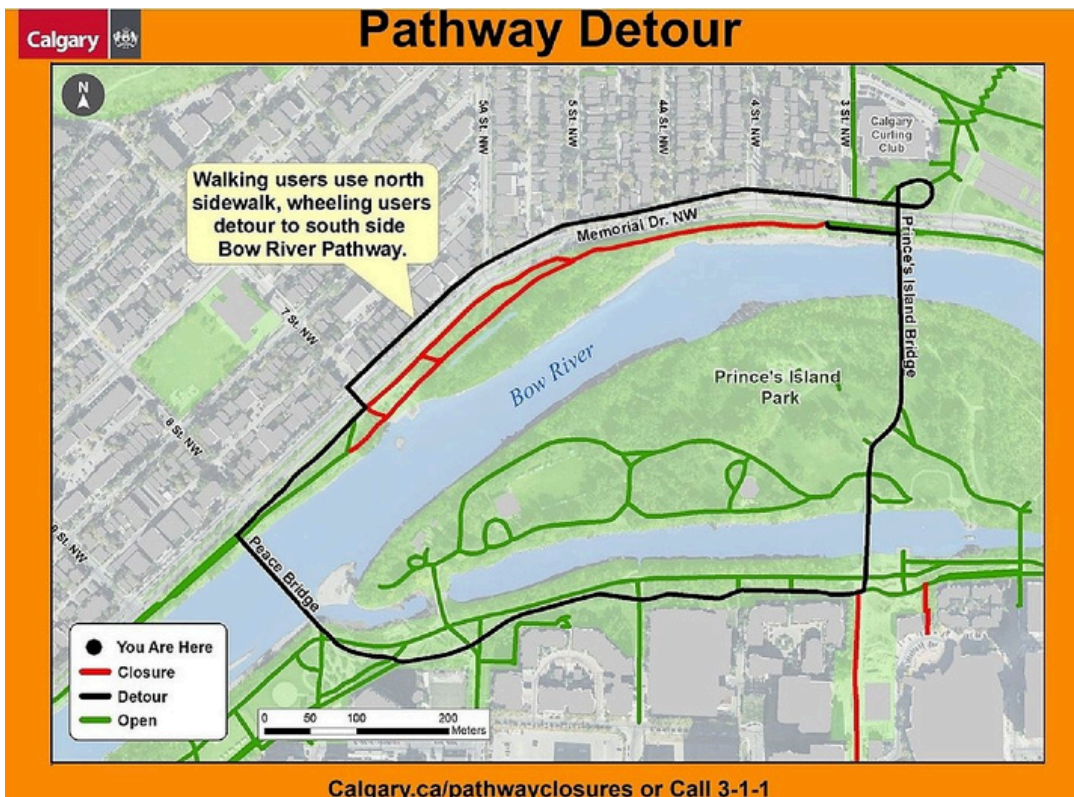 Calgary
Pathway Detour
N
5A St. NW
5 St. NW
4A St. NW
4 St. NW
3 St. NW
Calgary
Curling
Club
Walking users use north
sidewalk, wheeling users
detour to south side
Bow River Pathway.
Memorial Dr. NW
Prince's Island Bridge
7 St. NW
Bow River
Prince's Island
Park
8 St. NW
9 St. NW
Peace Bridge
You Are Here
Closure
Detour
Open
0 50 100 200
Meters
Calgary.ca/pathwayclosures or Call 3-1-1